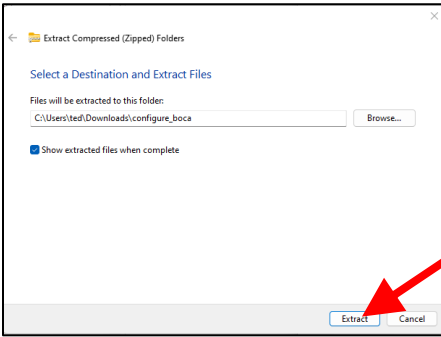 Extract Compressed (Zipped) Folders
Select a Destination and Extract Files
Files will be extracted to this folder:
C:\Users\ted\Downloads\configure_boca
Browse...
Show extracted files when complete
Extract
Cancel